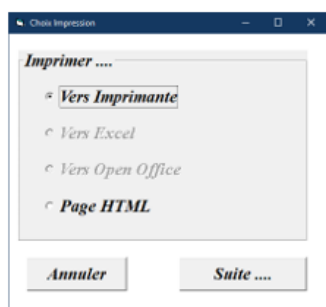 Choix Impression
Imprimer ....
Vers Imprimante
Vers Excel
Vers Open Office
Page HTML
Annuler
Suite ....